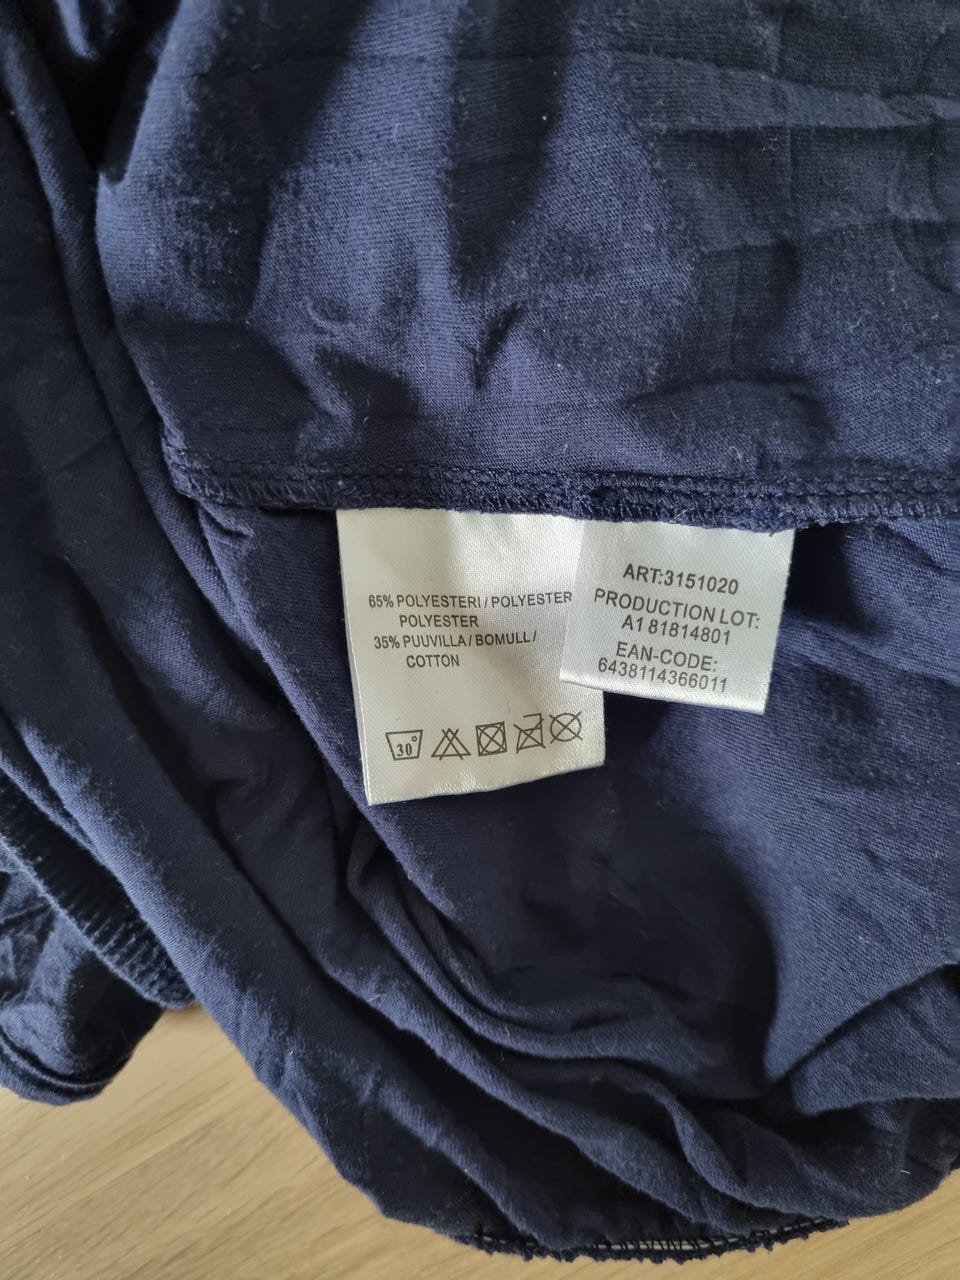 65% POLYESTERI / POLYESTER
POLYESTER
35% PUUVILLA / BOMULL /
COTTON
30°
ART:3151020
PRODUCTION LOT:
A181814801
EAN-CODE:
6438114366011